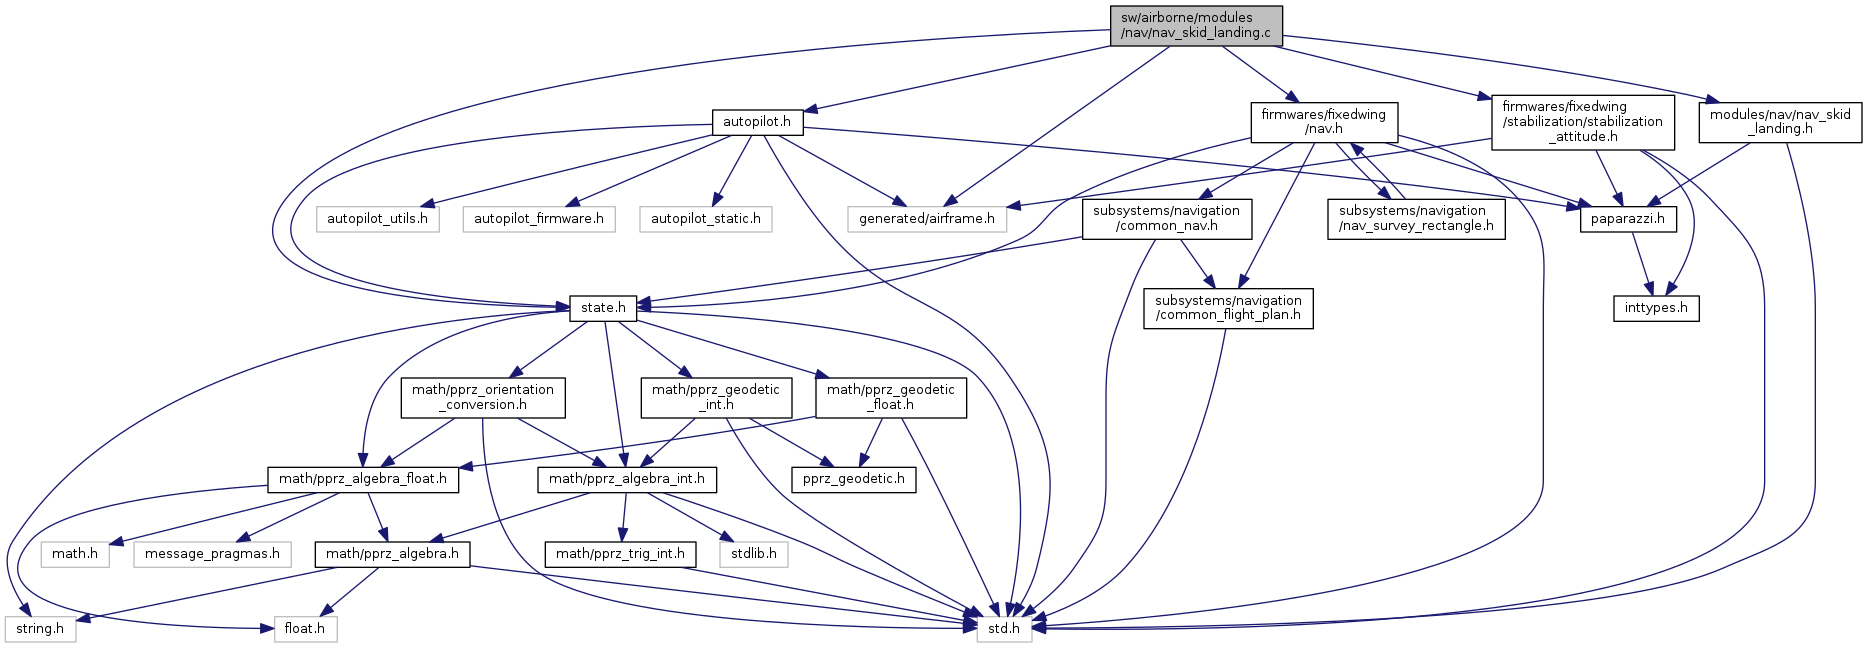 sw/airborne/modules
/nav/nav_skid_landing.c
autopilot.h
firmwares/fixedwing
/nav.h
firmwares/fixedwing
/stabilization/stabilization
_attitude.h
modules/nav/nav_skid
_landing.h
autopilot_utils.h
autopilot_firmware.h
autopilot_static.h
generated/airframe.h
subsystems/navigation
/common_nav.h
subsystems/navigation
/nav_survey_rectangle.h
paparazzi.h
state.h
subsystems/navigation
/common_flight_plan.h
inttypes.h
math/pprz_orientation
_conversion.h
math/pprz_geodetic
_int.h
math/pprz_geodetic
_float.h
math/pprz_algebra_float.h
math/pprz_algebra_int.h
pprz_geodetic.h
math.h
message_pragmas.h
math/pprz_algebra.h
math/pprz_trig_int.h
stdlib.h
string.h
float.h
std.h